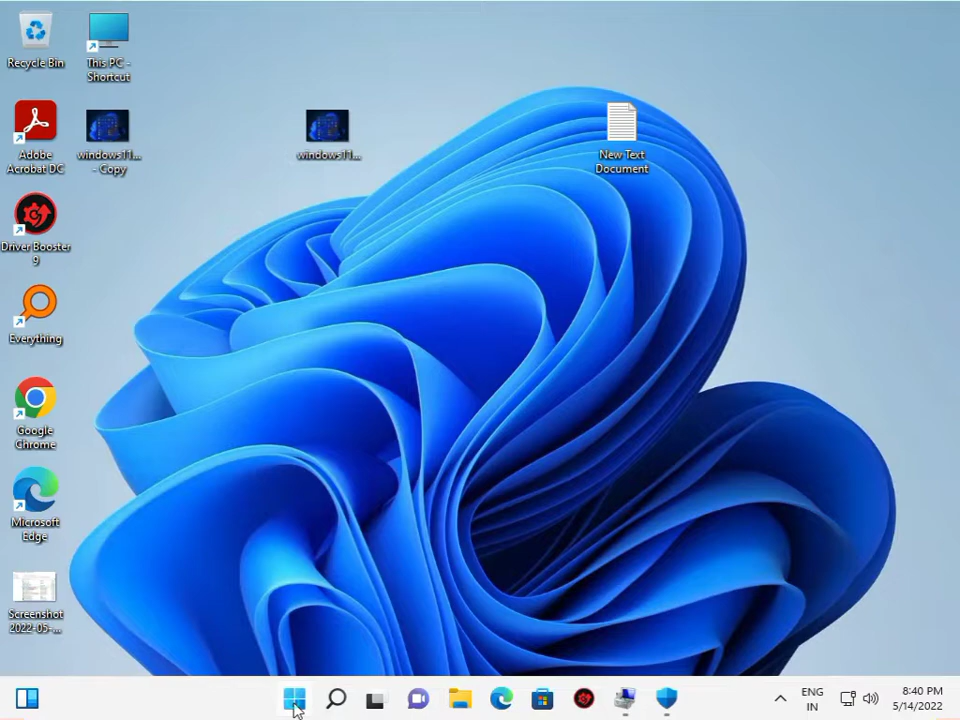 Recycle Bin
This PC -
Shortcut
Adobe
Acrobat DC
windows11...
- Copy
windows11...
New Text
Document
Driver Booster
9
Everything
Google
Chrome
Microsoft
Edge
Screenshot
2022-05-...
ENG
IN
8:40 PM
5/14/2022